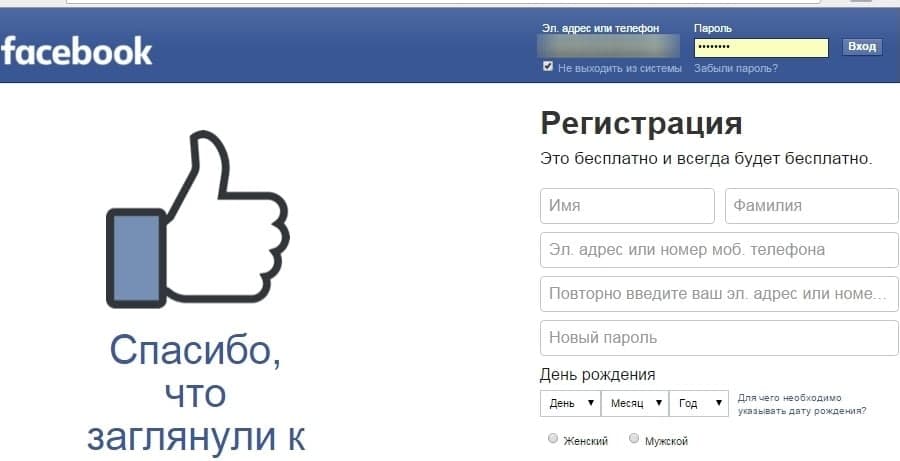 facebook
Эл. адрес или телефон
Пароль
••••••••
Вход
Не выходить из системы
Забыли пароль?
Спасибо,
что
заглянули к
Регистрация
Это бесплатно и всегда будет бесплатно.
Имя
Фамилия
Эл. адрес или номер моб. телефона
Повторно введите ваш эл. адрес или номе...
Новый пароль
День рождения
День
Месяц
Год
Для чего необходимо
указывать дату рождения?
Женский
Мужской